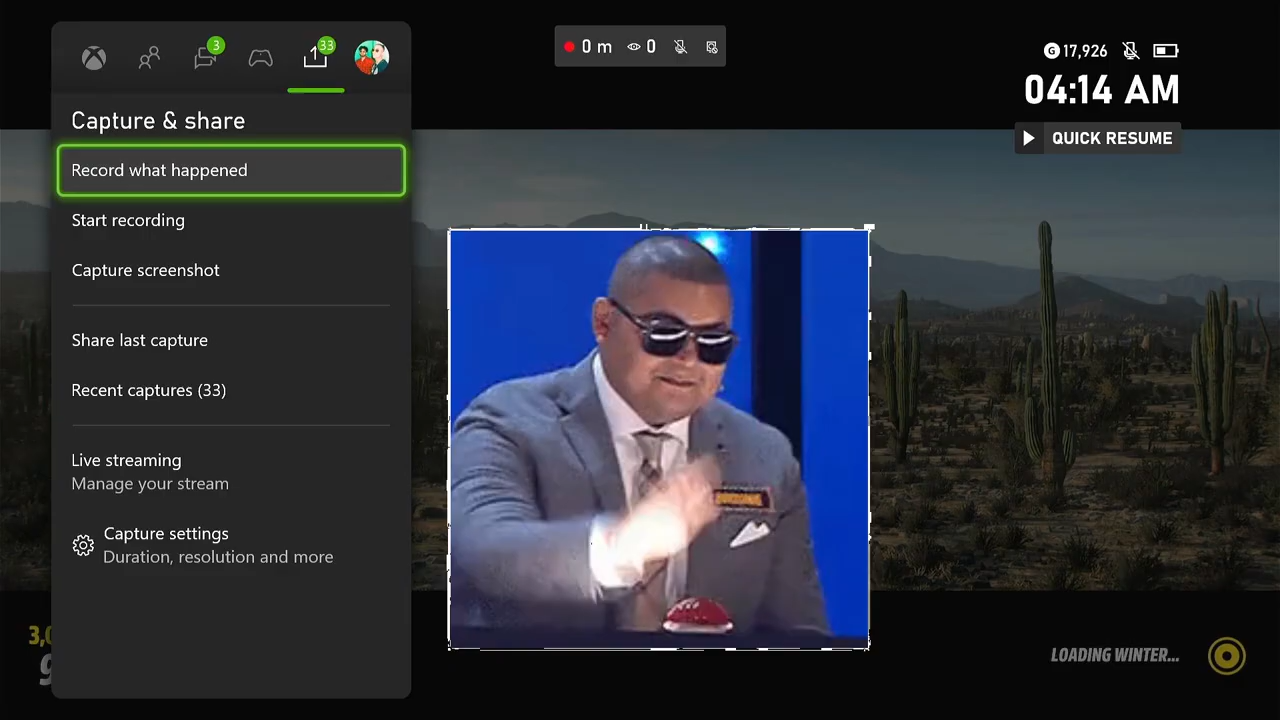 3
33
Capture & share
Record what happened
Start recording
Capture screenshot
Share last capture
Recent captures (33)
Live streaming
Manage your stream
Capture settings
Duration, resolution and more
0 m 0
G 17,926
04:14 AM
QUICK RESUME
LOADING WINTER...